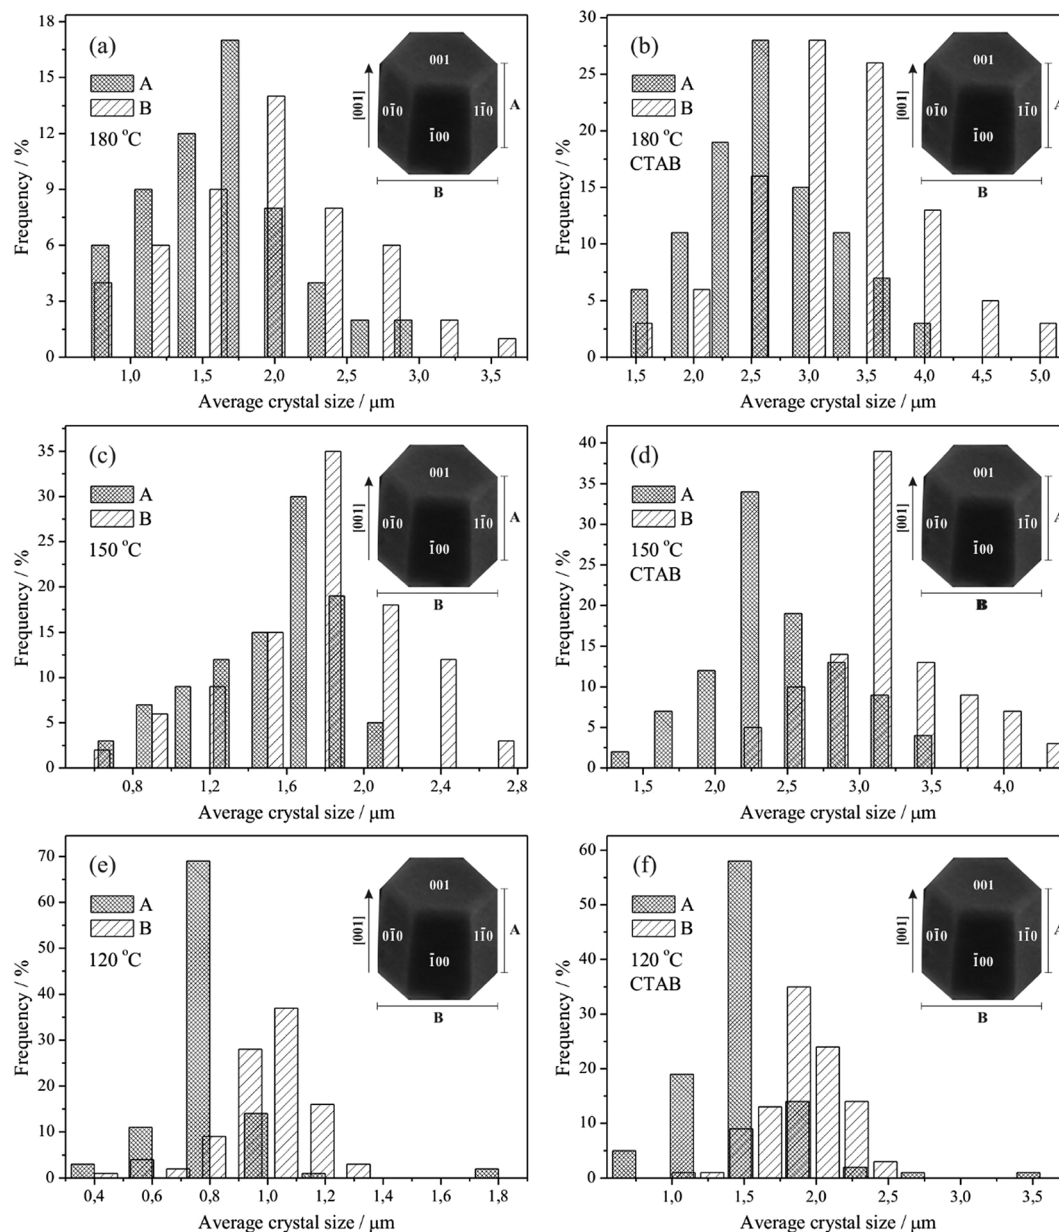 (a)
A
B
180 °C
18
15
12
9
6
3
0
Frequency / %
1,0 1,5 2,0 2,5 3,0 3,5
Average crystal size / μm
[001]
001
01̄0
11̄0
1̄00
A
B
(b)
A
B
180 °C
CTAB
30
25
20
15
10
5
0
Frequency / %
1,5 2,0 2,5 3,0 3,5 4,0 4,5 5,0
Average crystal size / μm
[001]
001
01̄0
11̄0
1̄00
A
B
(c)
A
B
150 °C
35
30
25
20
15
10
5
0
Frequency / %
0,8 1,2 1,6 2,0 2,4 2,8
Average crystal size / μm
[001]
001
01̄0
11̄0
1̄00
A
B
(d)
A
B
150 °C
CTAB
40
35
30
25
20
15
10
5
0
Frequency / %
1,5 2,0 2,5 3,0 3,5 4,0
Average crystal size / μm
[001]
001
01̄0
11̄0
1̄00
A
B
(e)
A
B
120 °C
70
60
50
40
30
20
10
0
Frequency / %
0,4 0,6 0,8 1,0 1,2 1,4 1,6 1,8
Average crystal size / μm
[001]
001
01̄0
11̄0
1̄00
A
B
(f)
A
B
120 °C
CTAB
60
50
40
30
20
10
0
Frequency / %
1,0 1,5 2,0 2,5 3,0 3,5
Average crystal size / μm
[001]
001
01̄0
11̄0
1̄00
A
B